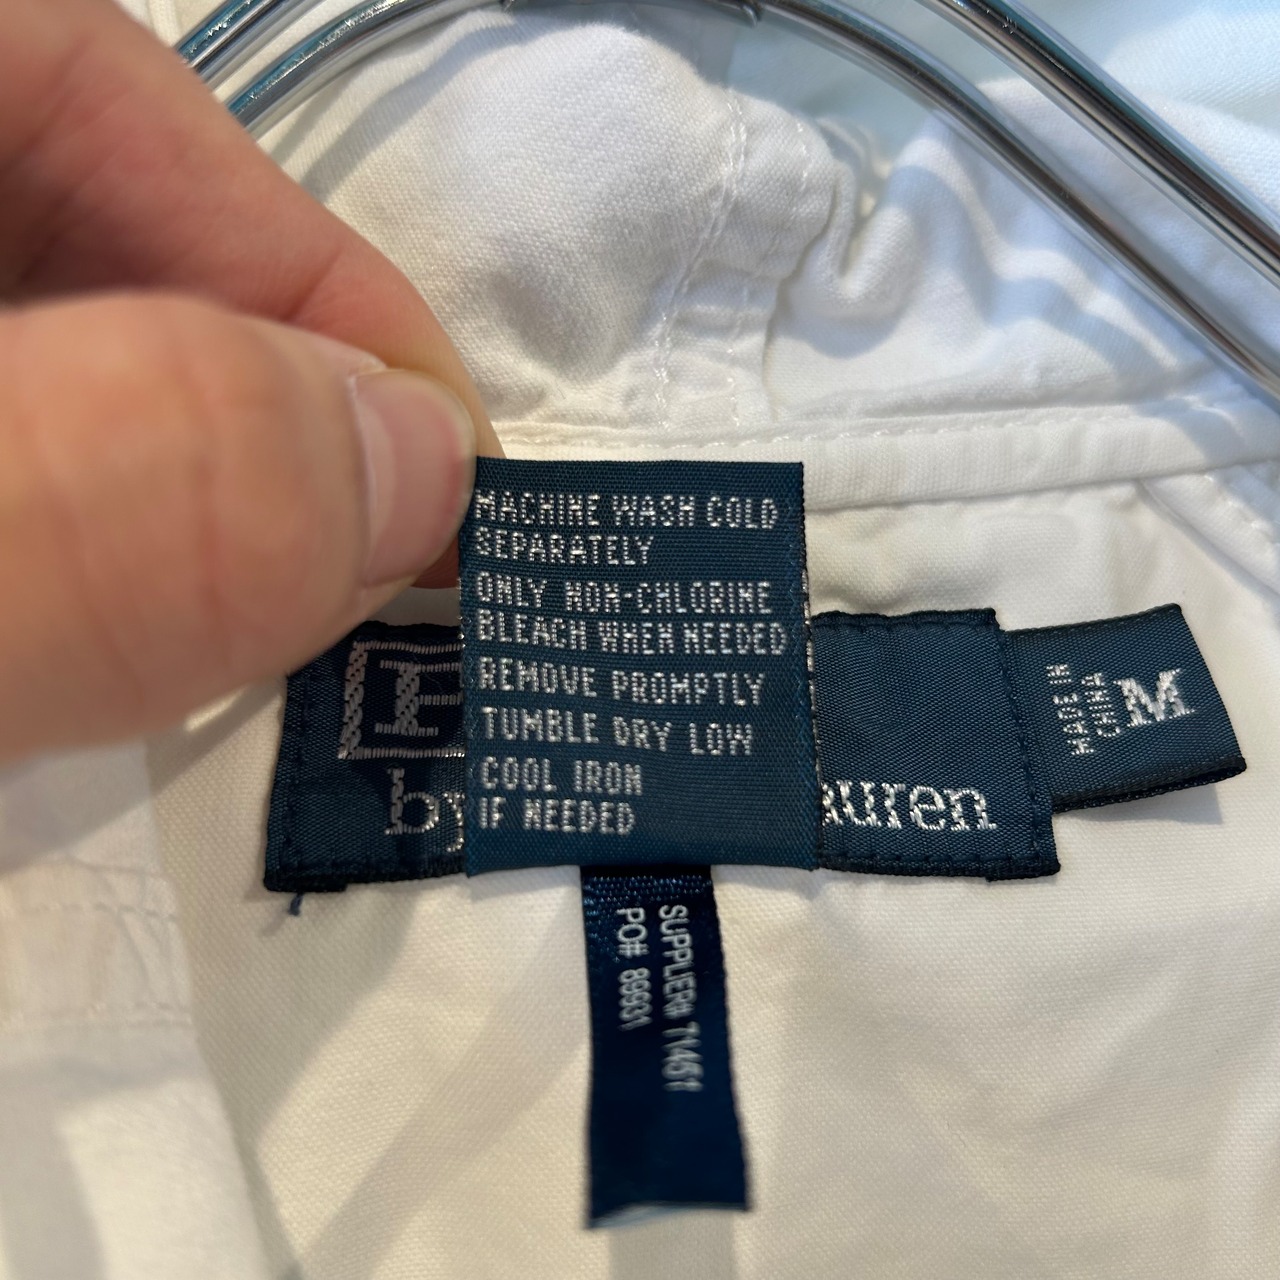 MACHINE WASH COLD
SEPARATELY
ONLY NON-CHLORINE
BLEACH WHEN NEEDED
REMOVE PROMPTLY
TUMBLE DRY LOW
COOL IRON
IF NEEDED
by
auren
MADE IN
CHINA
M
SUPPLIER# 71461
PO# 89931